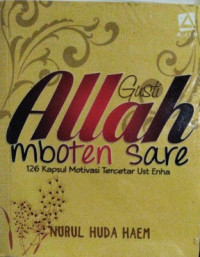 Gusti
Allah
mboten sare
126 Kapsul Motivasi Tercetar Ust Enha
NURUL HUDA HAEM